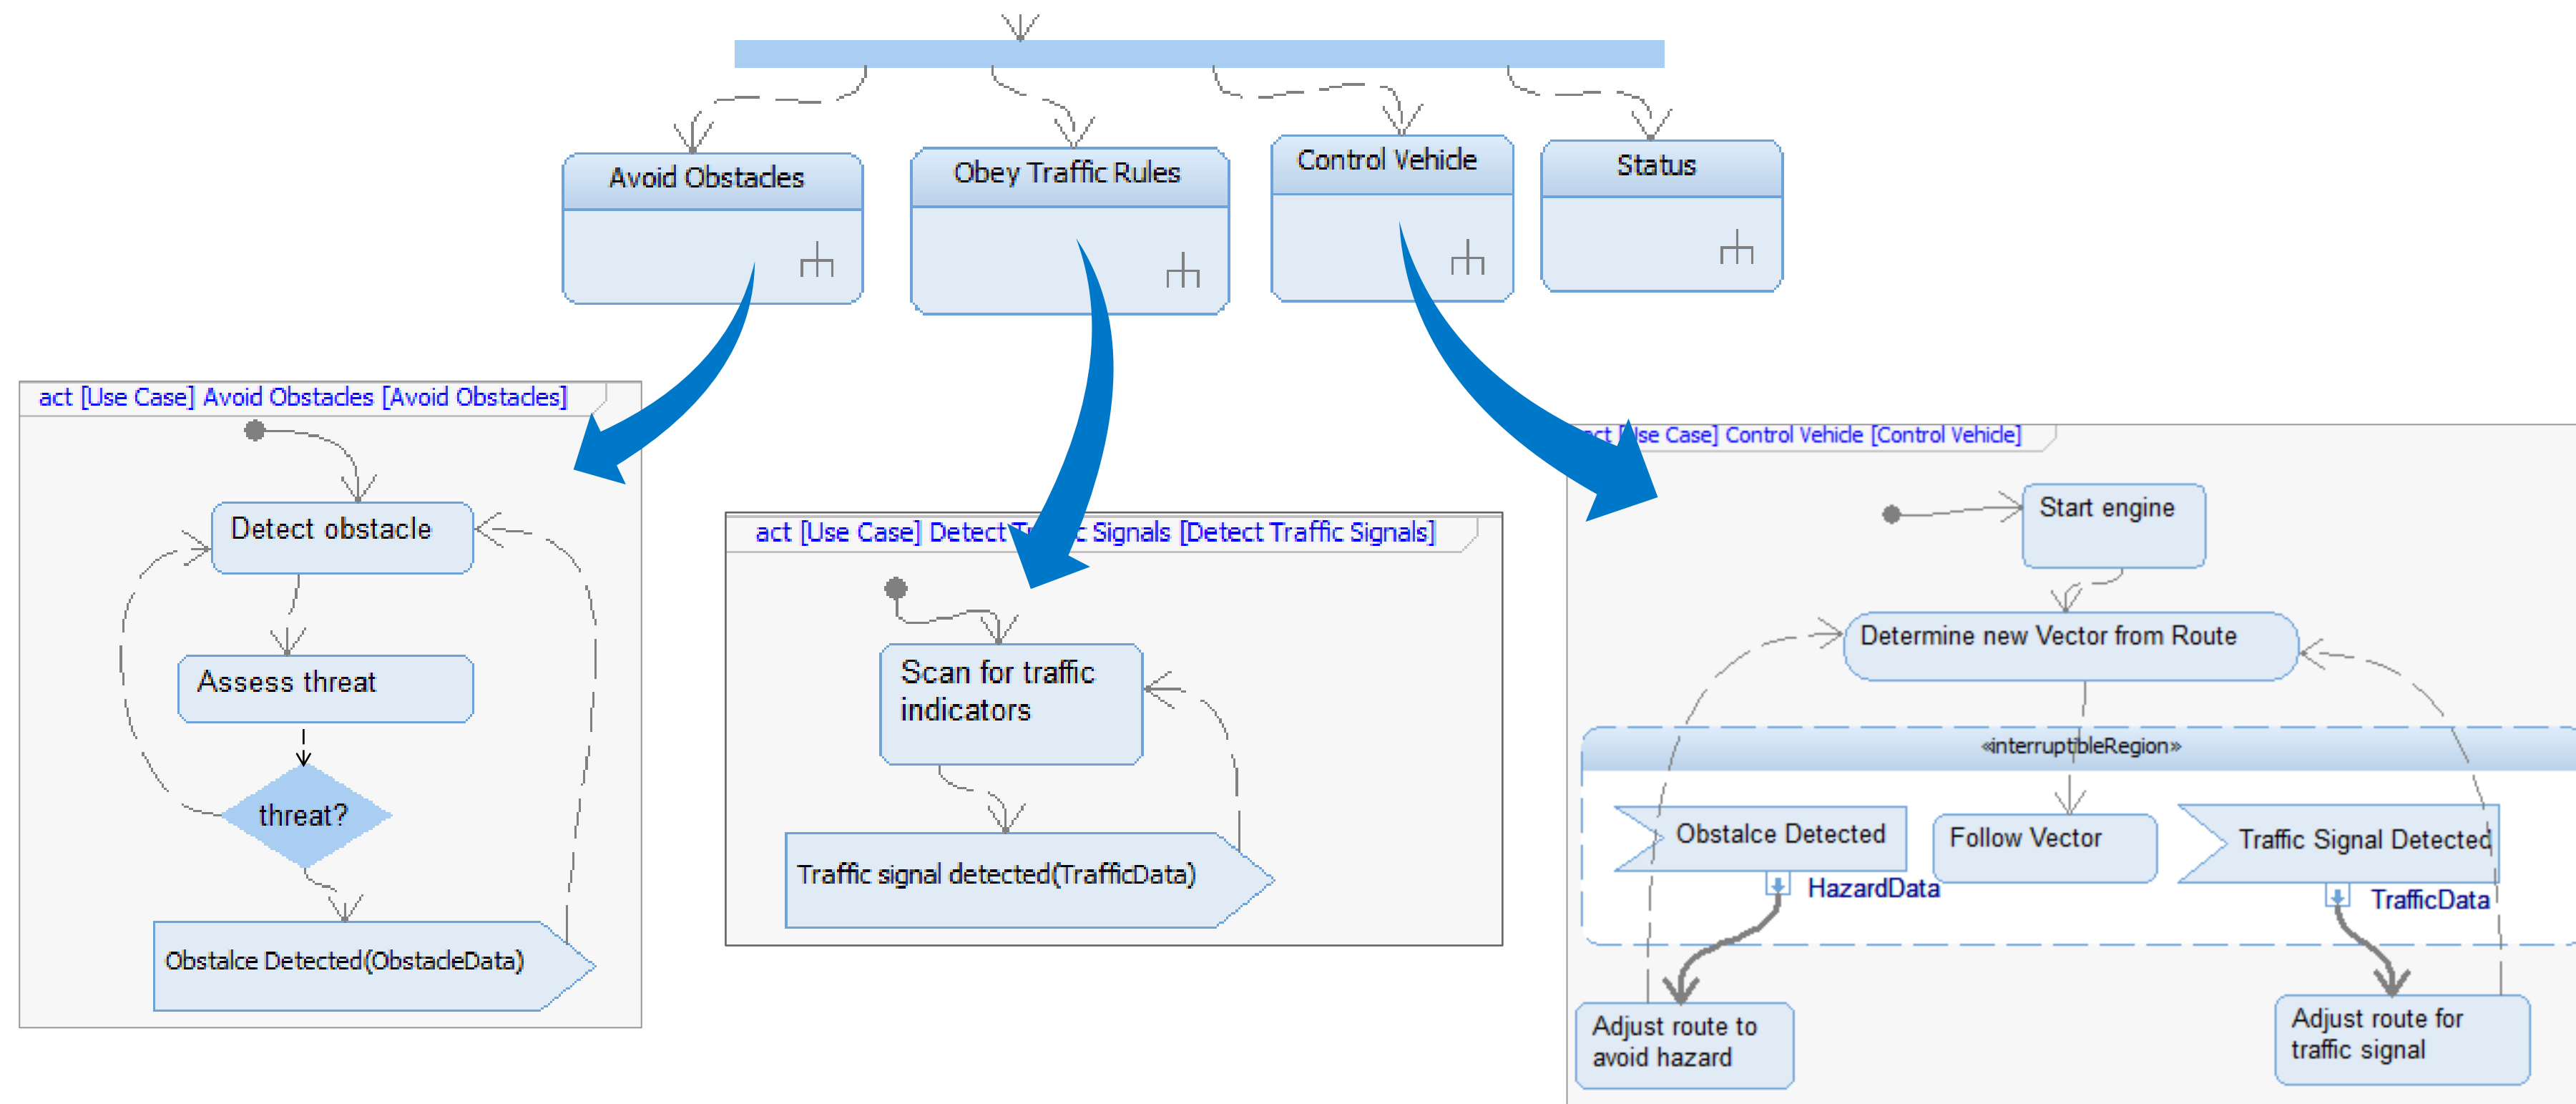 Avoid Obstacles
Obey Traffic Rules
Control Vehicle
Status
act [Use Case] Avoid Obstacles [Avoid Obstacles]
Detect obstacle
Assess threat
threat?
Obstalce Detected(ObstacleData)
act [Use Case] Detect Traffic Signals [Detect Traffic Signals]
Scan for traffic
indicators
Traffic signal detected(TrafficData)
act [Use Case] Control Vehicle [Control Vehicle]
Start engine
Determine new Vector from Route
«interruptibleRegion»
Obstalce Detected
Follow Vector
Traffic Signal Detected
HazardData
TrafficData
Adjust route to
avoid hazard
Adjust route for
traffic signal